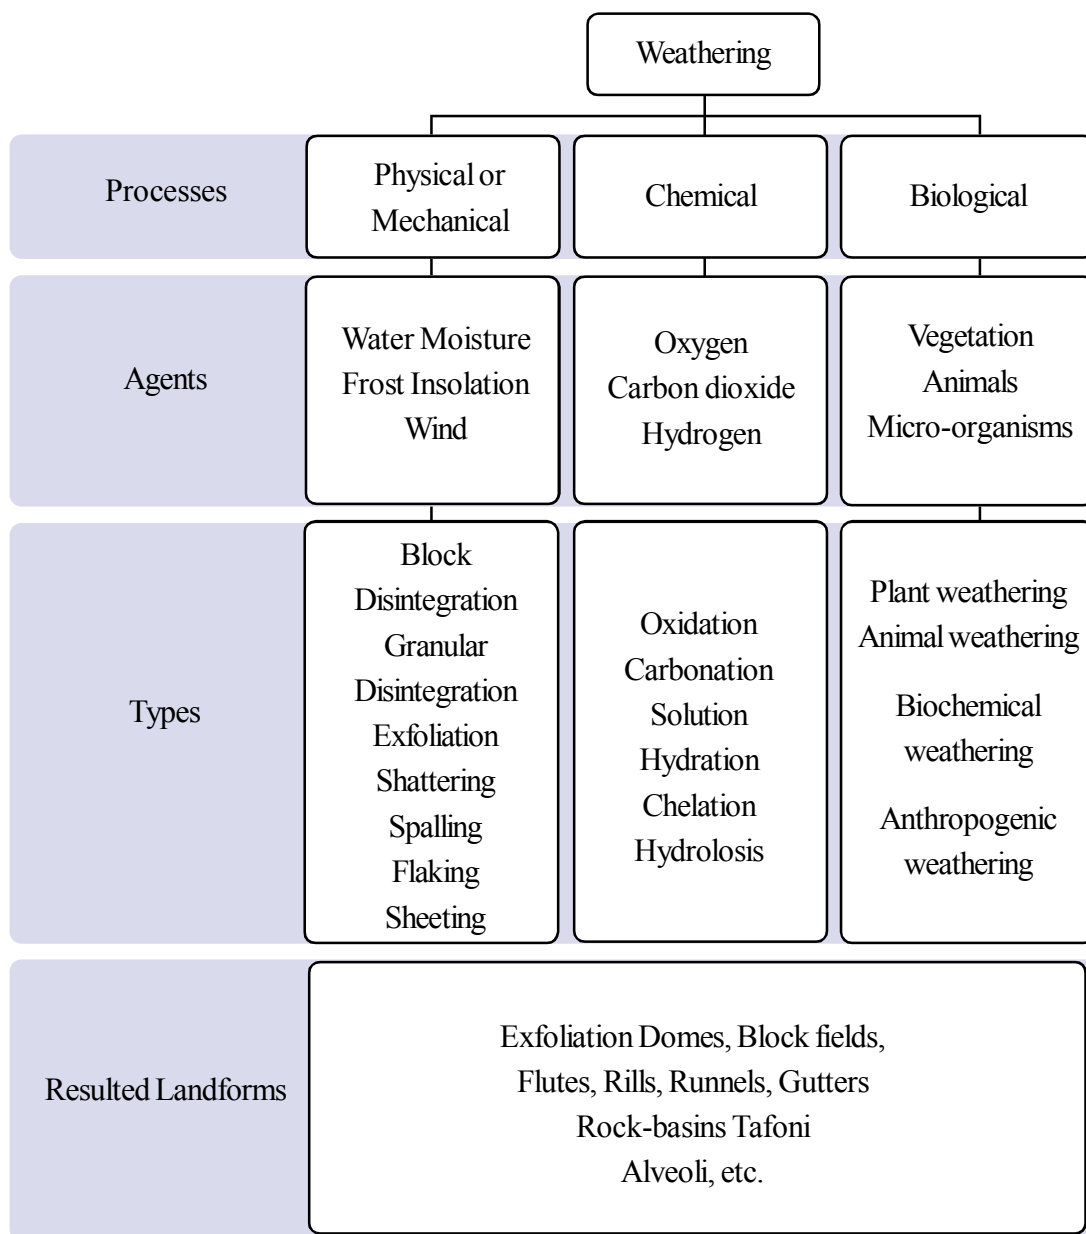 Weathering
Processes
Physical or
Mechanical
Chemical
Biological
Agents
Water Moisture
Frost Insolation
Wind
Oxygen
Carbon dioxide
Hydrogen
Vegetation
Animals
Micro-organisms
Types
Block
Disintegration
Granular
Disintegration
Exfoliation
Shattering
Spalling
Flaking
Sheeting
Oxidation
Carbonation
Solution
Hydration
Chelation
Hydrolosis
Plant weathering
Animal weathering
Biochemical
weathering
Anthropogenic
weathering
Resulted Landforms
Exfoliation Domes, Block fields,
Flutes, Rills, Runnels, Gutters
Rock-basins Tafoni
Alveoli, etc.